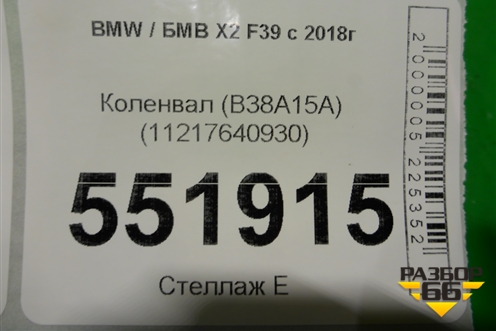 BMW / БМВ X2 F39 с 2018г
Коленвал (B38A15A)
(11217640930)
551915
Стеллаж Е
2000005225352
РАЗБОР
66